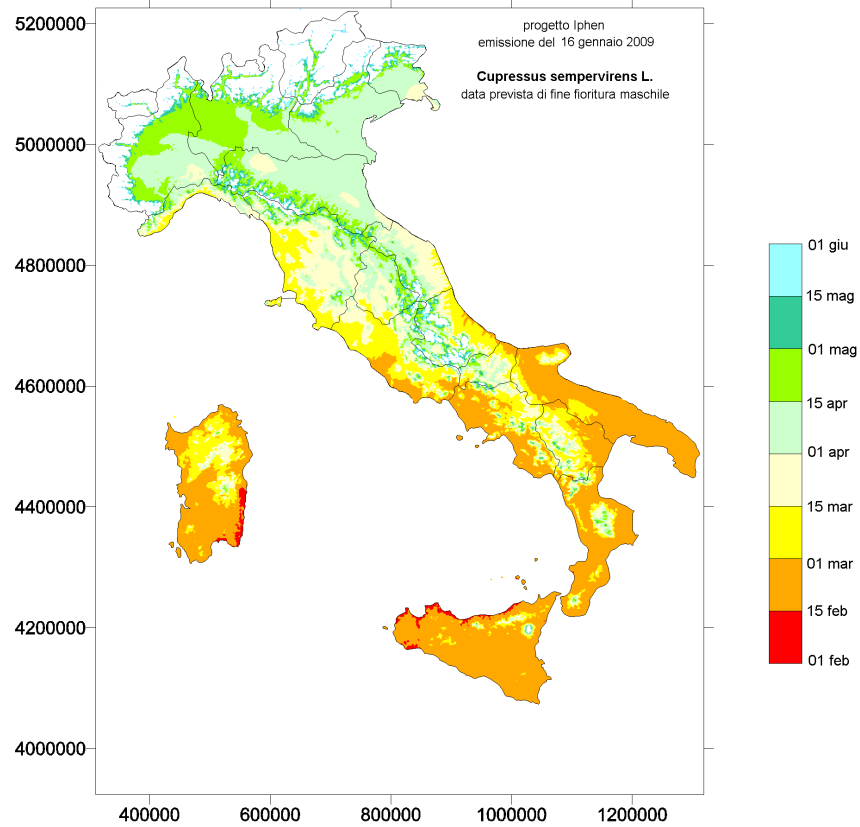 progetto Iphen
emissione del 16 gennaio 2009
Cupressus sempervirens L.
data prevista di fine fioritura maschile
5200000
5000000
4800000
4600000
4400000
4200000
4000000
400000
600000
800000
1000000
1200000
01 giu
15 mag
01 mag
15 apr
01 apr
15 mar
01 mar
15 feb
01 feb